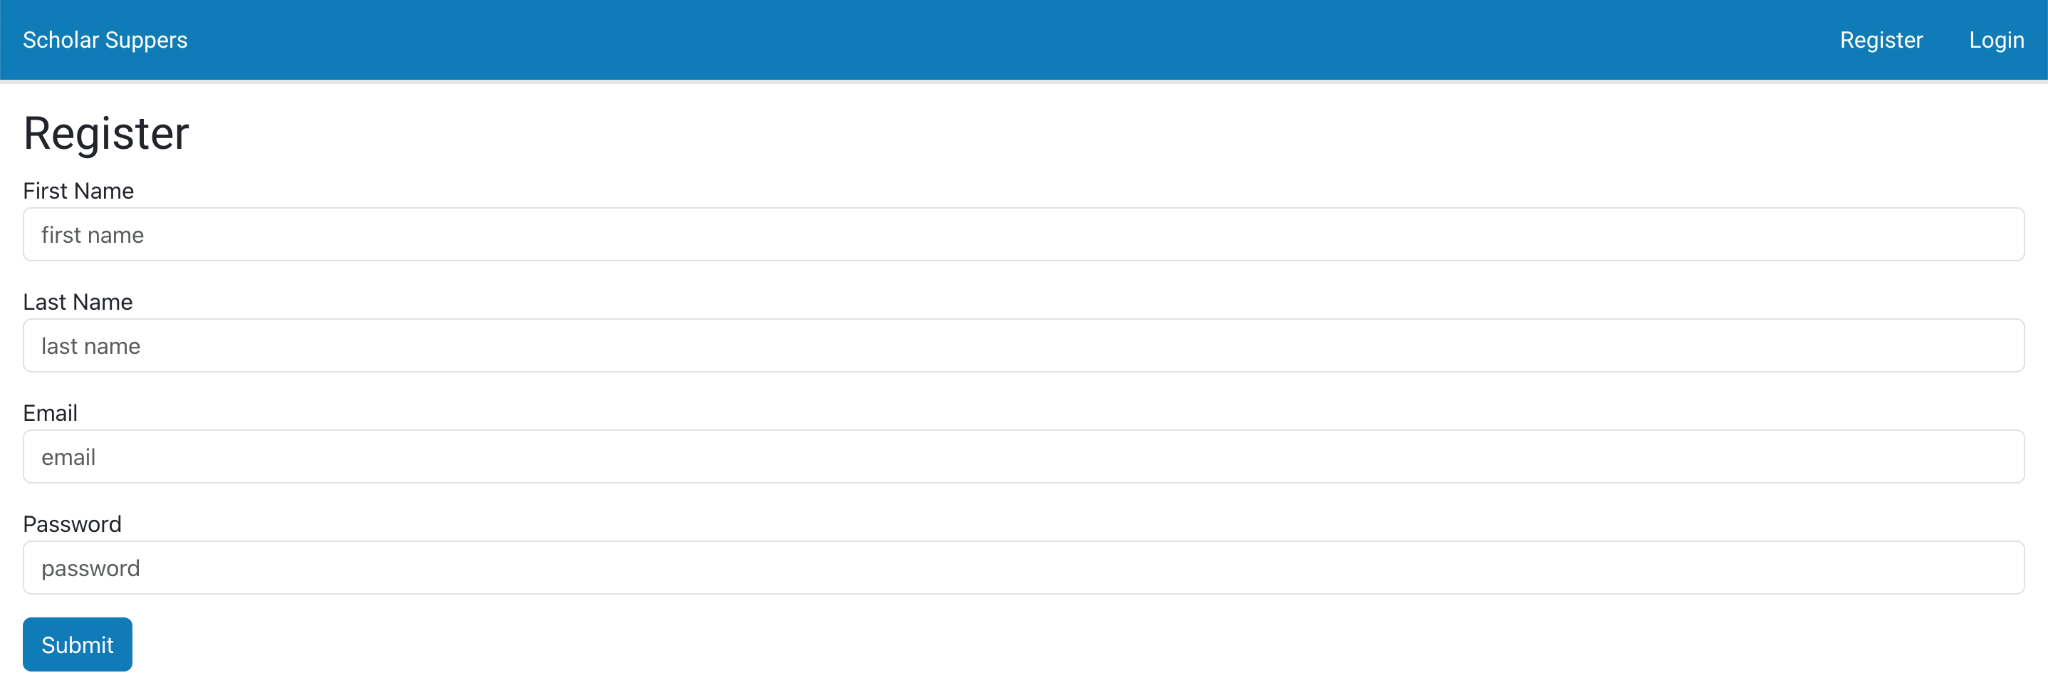 Scholar Suppers Register Login
Register
First Name
first name
Last Name
last name
Email
email
Password
password
Submit